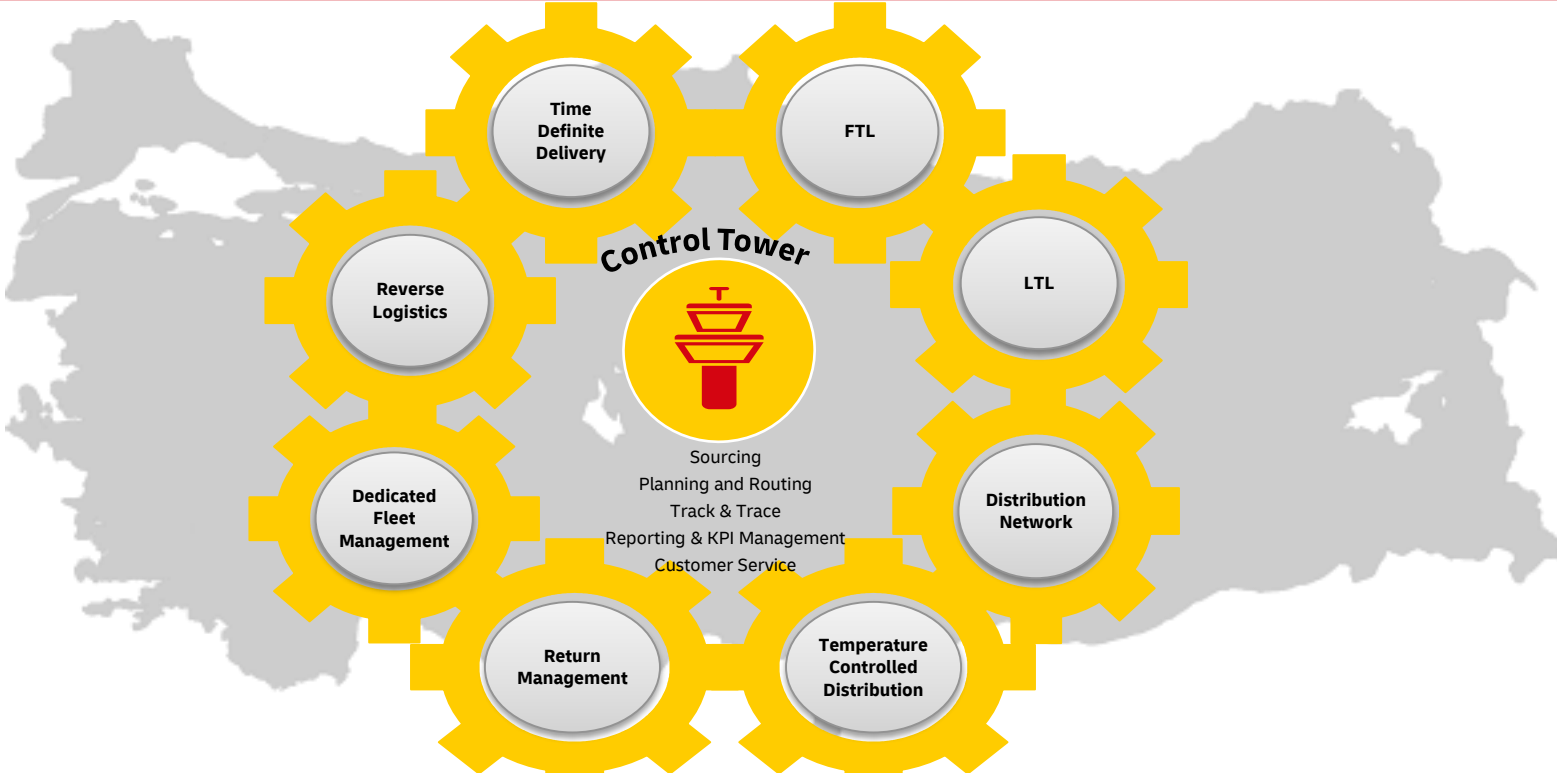 Time
Definite
Delivery
FTL
Control Tower
Reverse
Logistics
LTL
Sourcing
Planning and Routing
Track & Trace
Reporting & KPI Management
Customer Service
Dedicated
Fleet
Management
Distribution
Network
Return
Management
Temperature
Controlled
Distribution